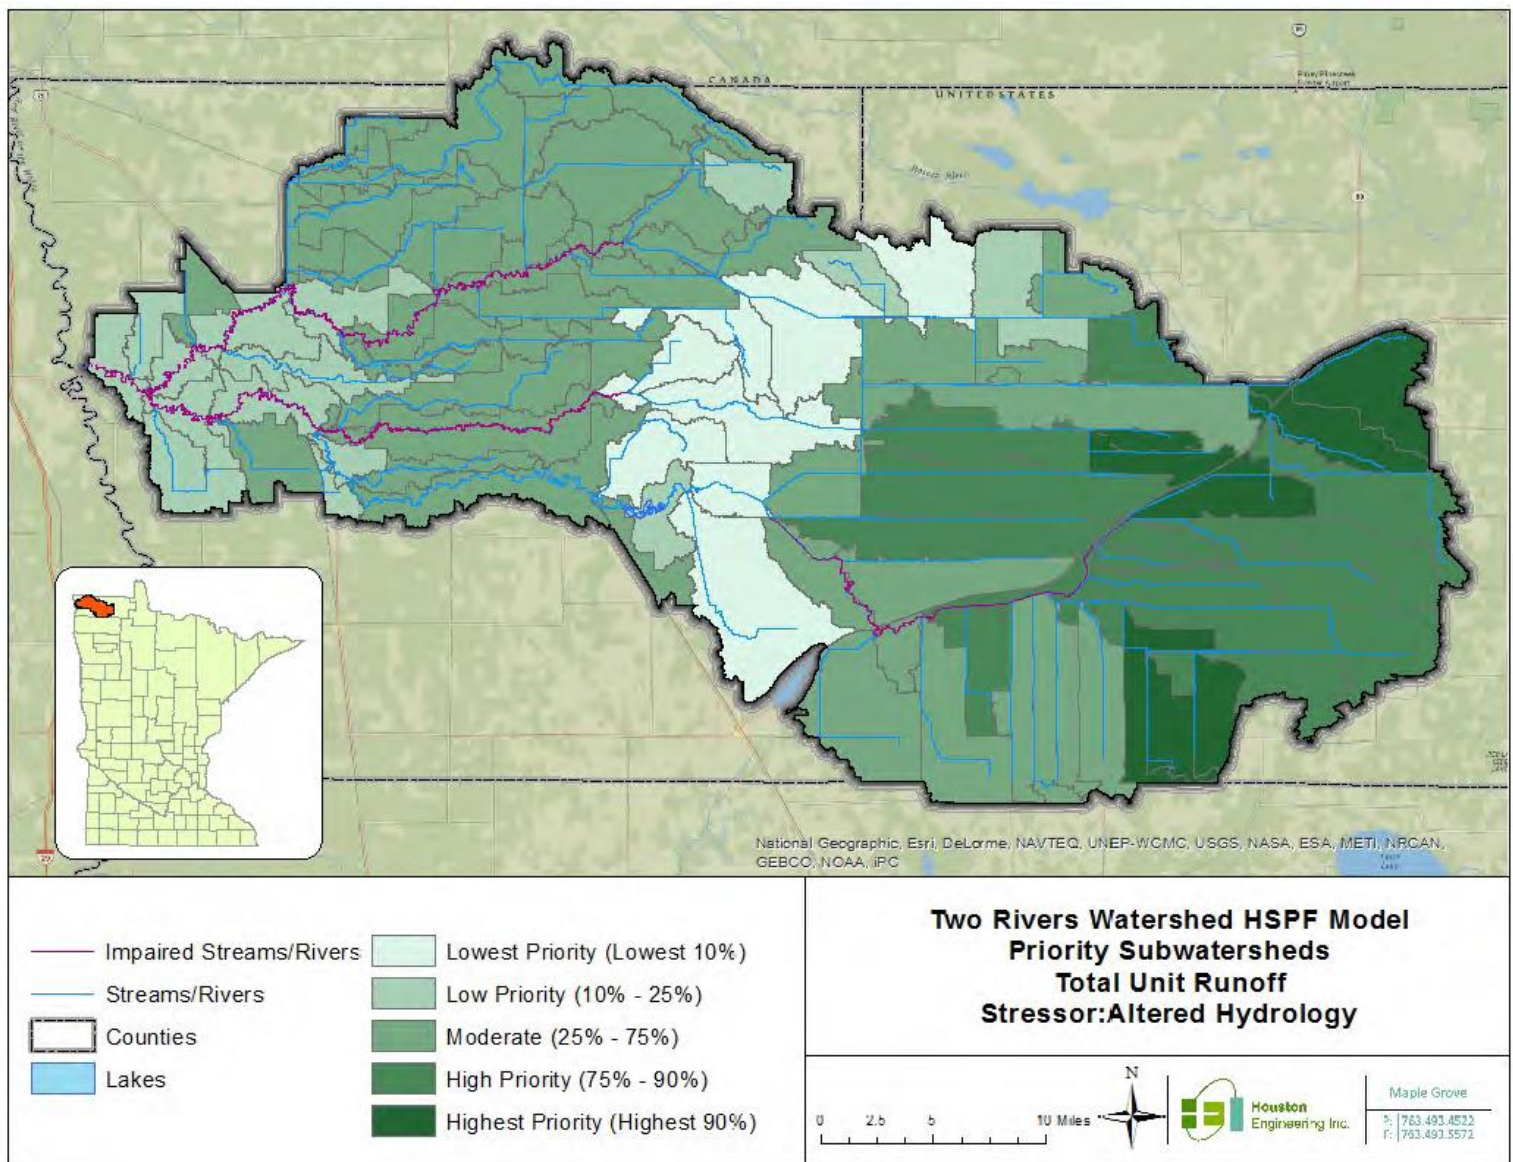 CANADA
UNITED STATES
Roseau River
National Geographic, Esri, DeLorme, NAVTEQ, UNEP-WCMC, USGS, NASA, ESA, METI, NRCAN,
GEBCO, NOAA, iPC
29
Impaired Streams/Rivers
Streams/Rivers
Counties
Lakes
Lowest Priority (Lowest 10%)
Low Priority (10% - 25%)
Moderate (25% - 75%)
High Priority (75% - 90%)
Highest Priority (Highest 90%)
Two Rivers Watershed HSPF Model
Priority Subwatersheds
Total Unit Runoff
Stressor:Altered Hydrology
0 2.5 5 10 Miles
N
Houston
Engineering Inc.
Maple Grove
P: 763.493.4522
F: 763.493.5572